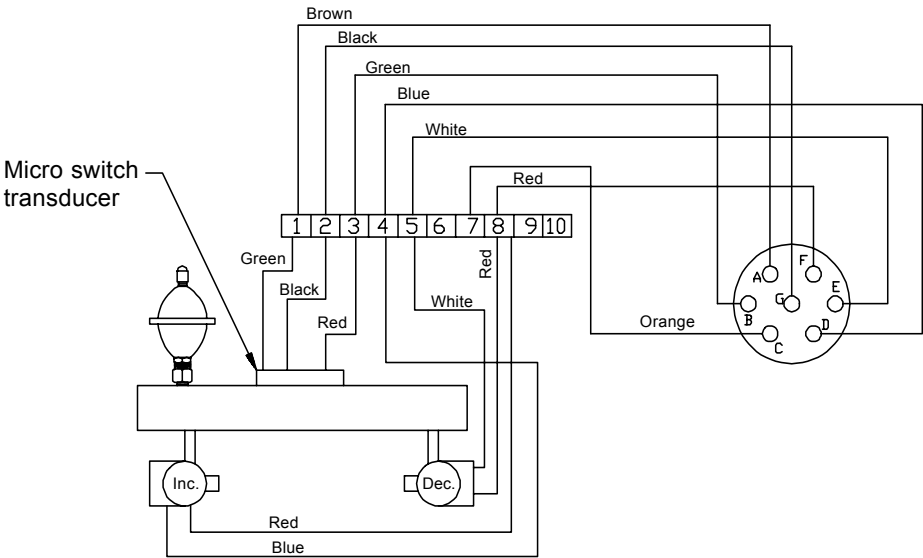 Brown
Black
Green
Blue
White
Micro switch
transducer
Red
1 2 3 4 5 6 7 8 9 10
Green
Red
Black
White
Red
Orange
A
F
B
G
E
C
D
Inc.
Dec.
Red
Blue